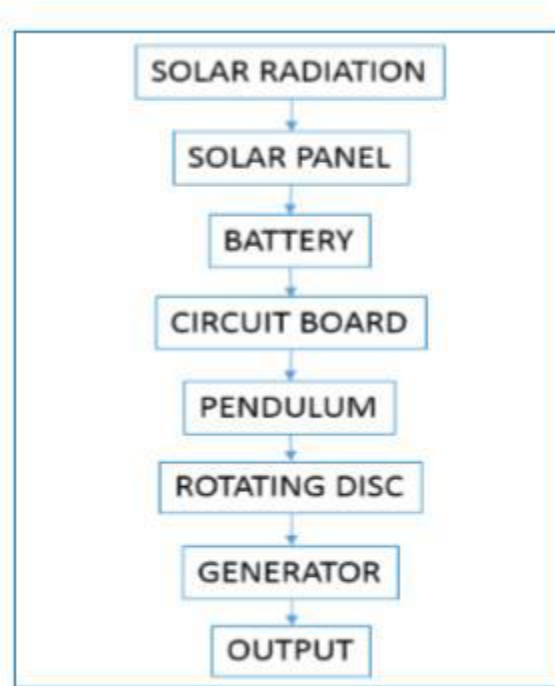 SOLAR RADIATION
SOLAR PANEL
BATTERY
CIRCUIT BOARD
PENDULUM
ROTATING DISC
GENERATOR
OUTPUT